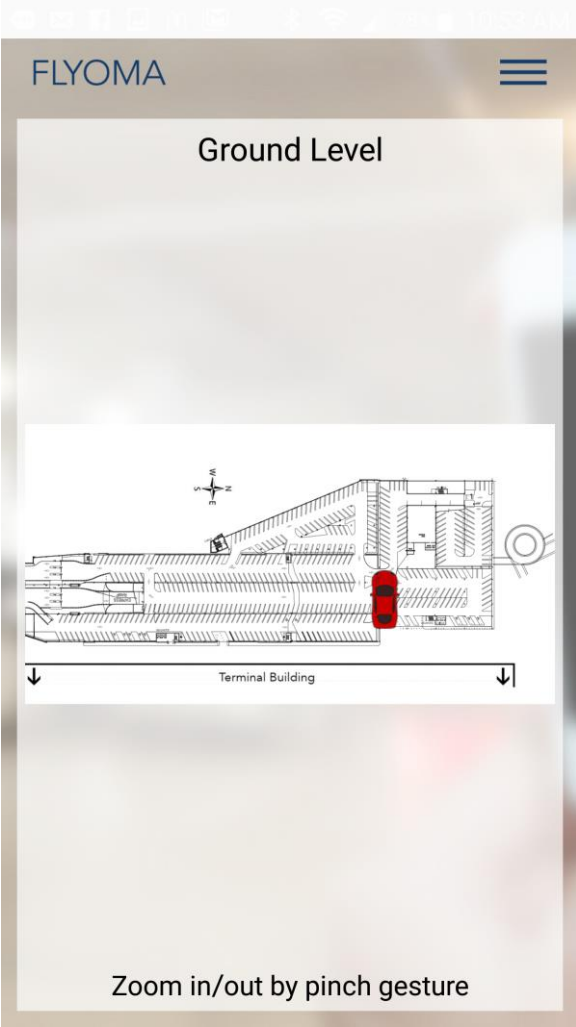 FLYOMA
Ground Level
W
S N
E
Terminal Building
Zoom in/out by pinch gesture